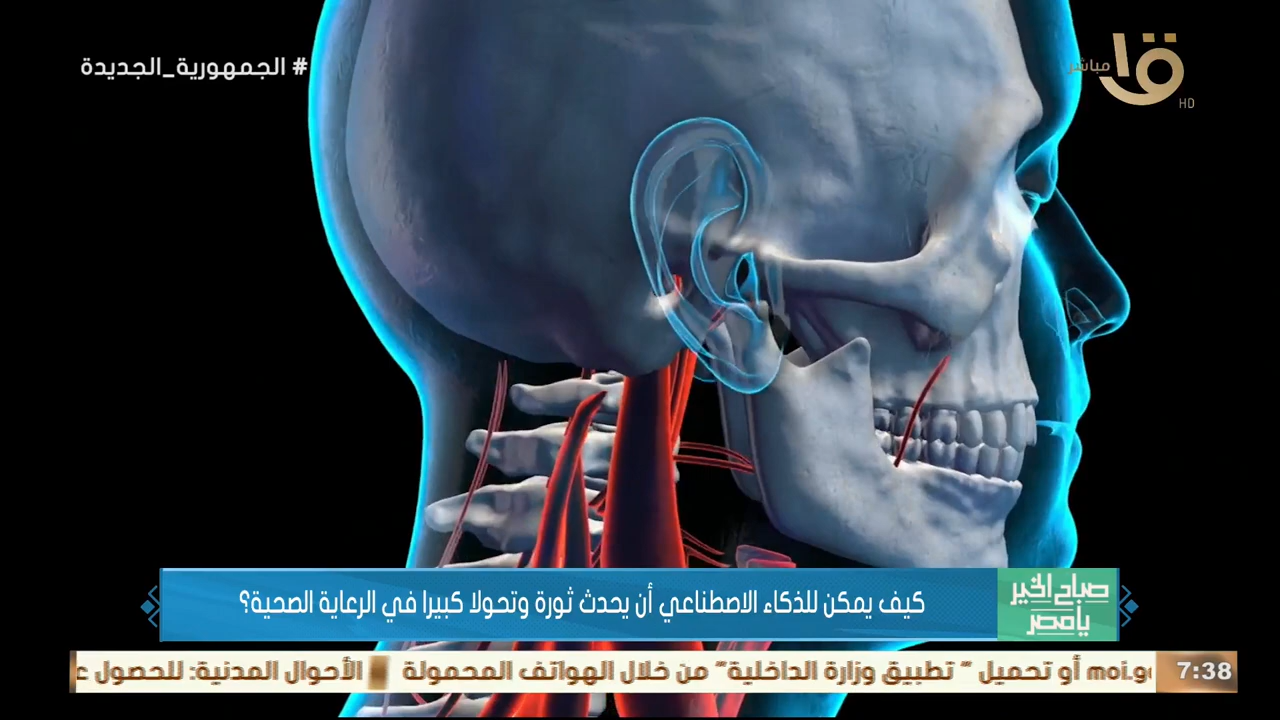 # الجمهورية_الجديدة
مباشر
HD
كيف يمكن للذكاء الاصطناعي أن يحدث ثورة وتحولا كبيرا في الرعاية الصحية؟
صباح الخير
يا مصر
moi.g أو تحميل " تطبيق وزارة الداخلية" من خلال الهواتف المحمولة الأحوال المدنية: للحصول ع
7:38